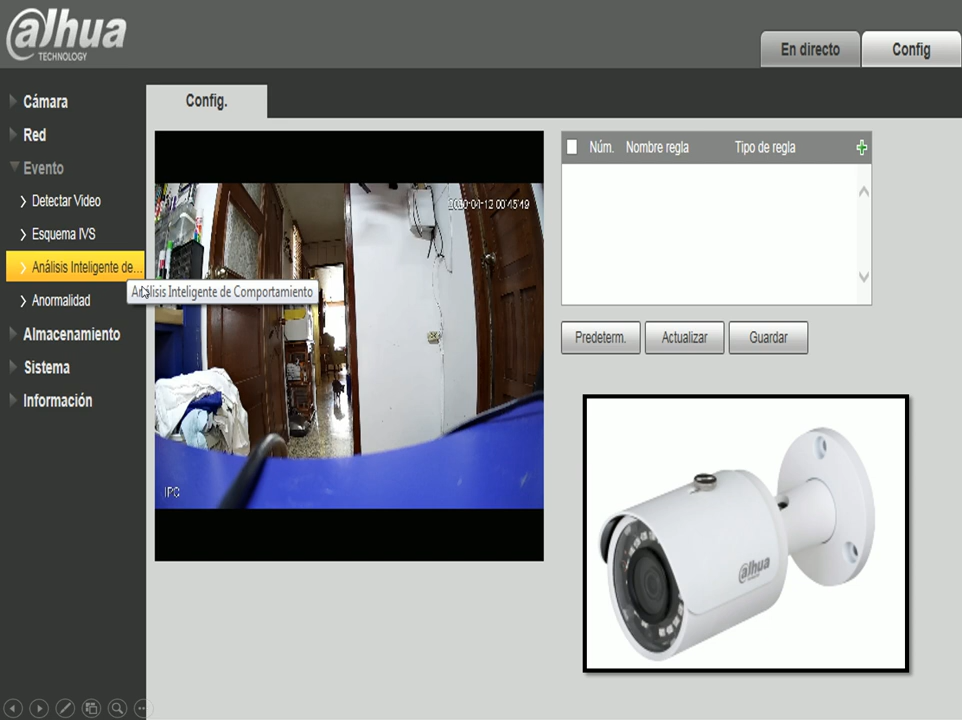 alhua
TECHNOLOGY
En directo
Config
Cámara
Red
Evento
Detectar Video
Esquema IVS
Análisis Inteligente de...
Análisis Inteligente de Comportamiento
Anormalidad
Almacenamiento
Sistema
Información
Config.
IPC
Núm. Nombre regla Tipo de regla
Predeterm. Actualizar Guardar
alhua